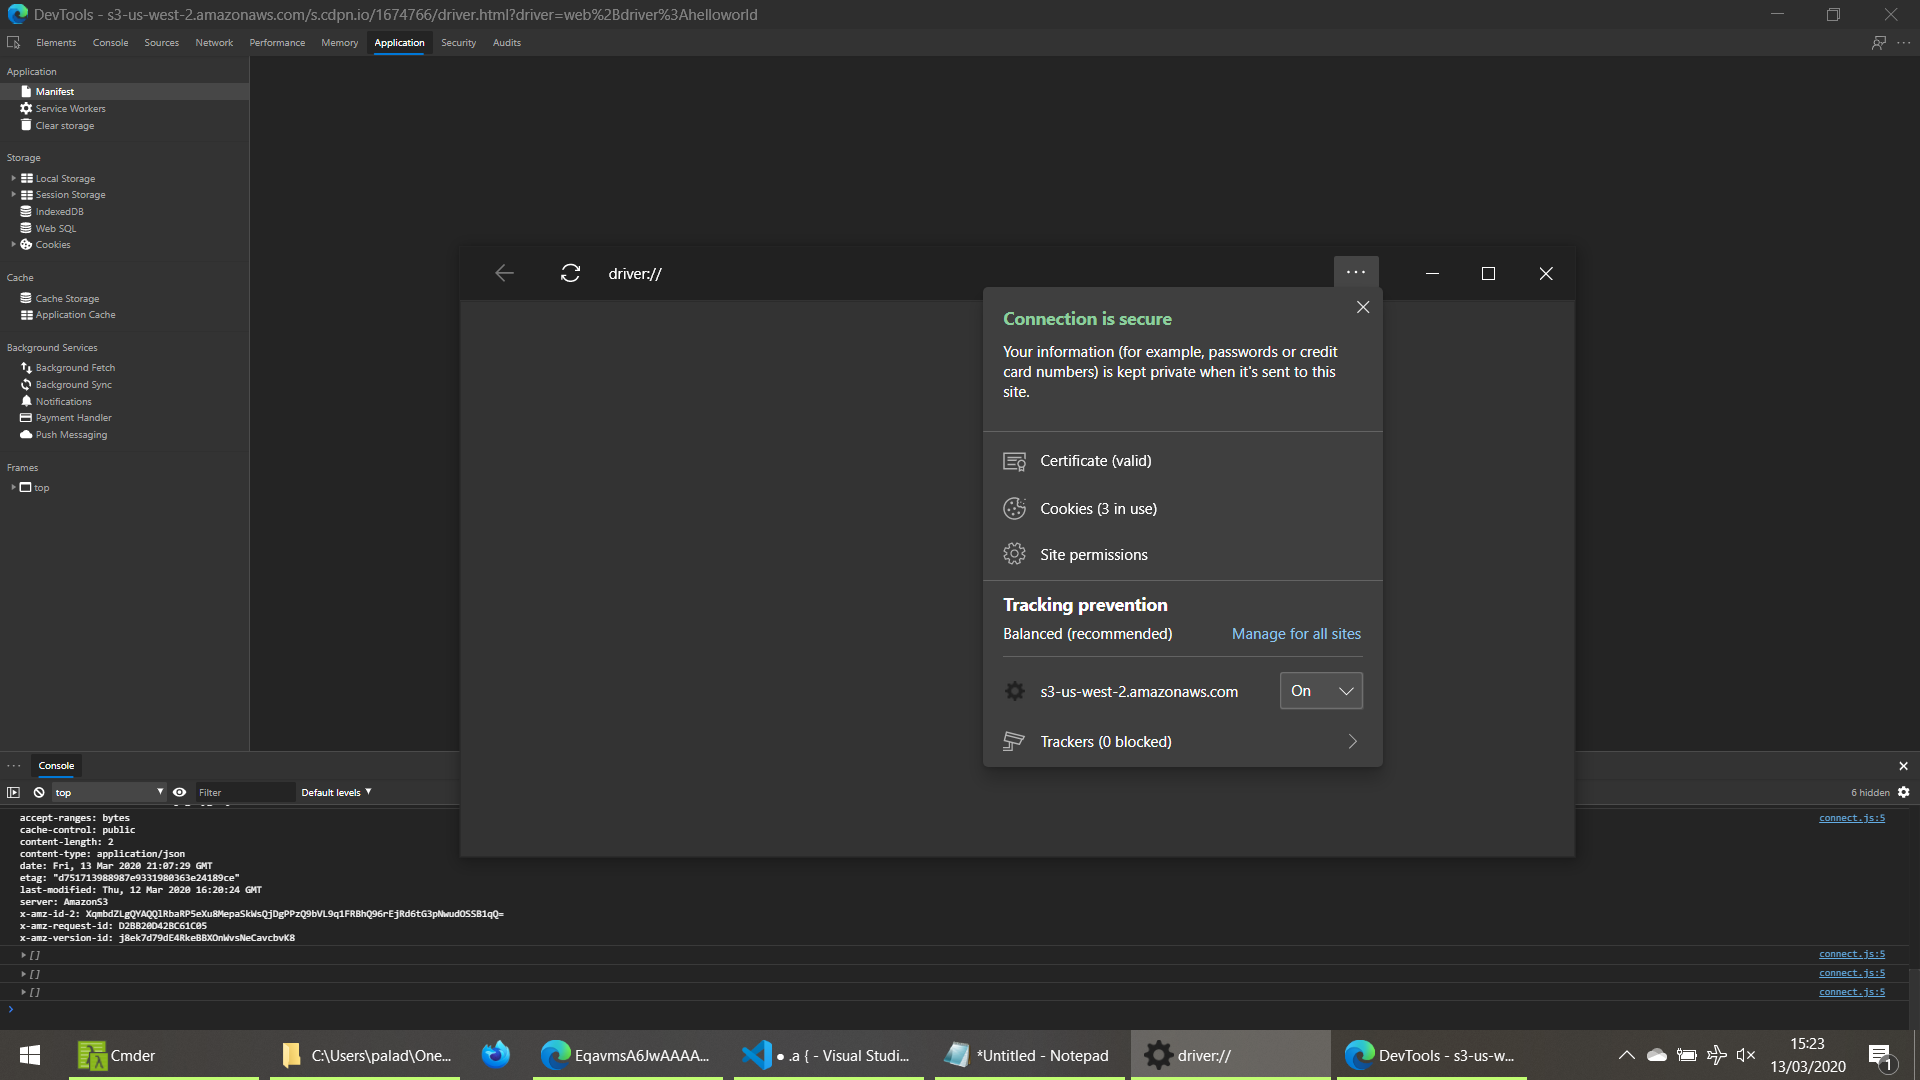 DevTools - s3-us-west-2.amazonaws.com/s.cdpn.io/1674766/driver.html?driver=web%2Bdriver%3Ahelloworld
Elements Console Sources Network Performance Memory Application Security Audits
Application
Manifest
Service Workers
Clear storage
Storage
Local Storage
Session Storage
IndexedDB
Web SQL
Cookies
Cache
Cache Storage
Application Cache
Background Services
Background Fetch
Background Sync
Notifications
Payment Handler
Push Messaging
Frames
top
driver://
Connection is secure
Your information (for example, passwords or credit
card numbers) is kept private when it's sent to this
site.
Certificate (valid)
Cookies (3 in use)
Site permissions
Tracking prevention
Balanced (recommended) Manage for all sites
s3-us-west-2.amazonaws.com On
Trackers (0 blocked)
Console
top Filter Default levels 6 hidden
accept-ranges: bytes connect.js:5
cache-control: public
content-length: 2
content-type: application/json
date: Fri, 13 Mar 2020 21:07:29 GMT
etag: "d751713988987e9331980363e24189ce"
last-modified: Thu, 12 Mar 2020 16:20:24 GMT
server: AmazonS3
x-amz-id-2: XqmbdZLgQYAQQlRbaRP5eXu8MepaSkWsQjDgPPzQ9bVL9q1FRBhQ96rEjRd6tG3pNwudOSSB1qQ=
x-amz-request-id: D2BB20D42BC61C05
x-amz-version-id: j8ek7d79dE4RkeBBXOnWvsNeCavcbvK8
[] connect.js:5
[] connect.js:5
[] connect.js:5
Cmder C:\Users\palad\One... EqavmsA6JwAAAA... ● .a { - Visual Studi... *Untitled - Notepad driver:// DevTools - s3-us-w...
15:23
13/03/2020
1